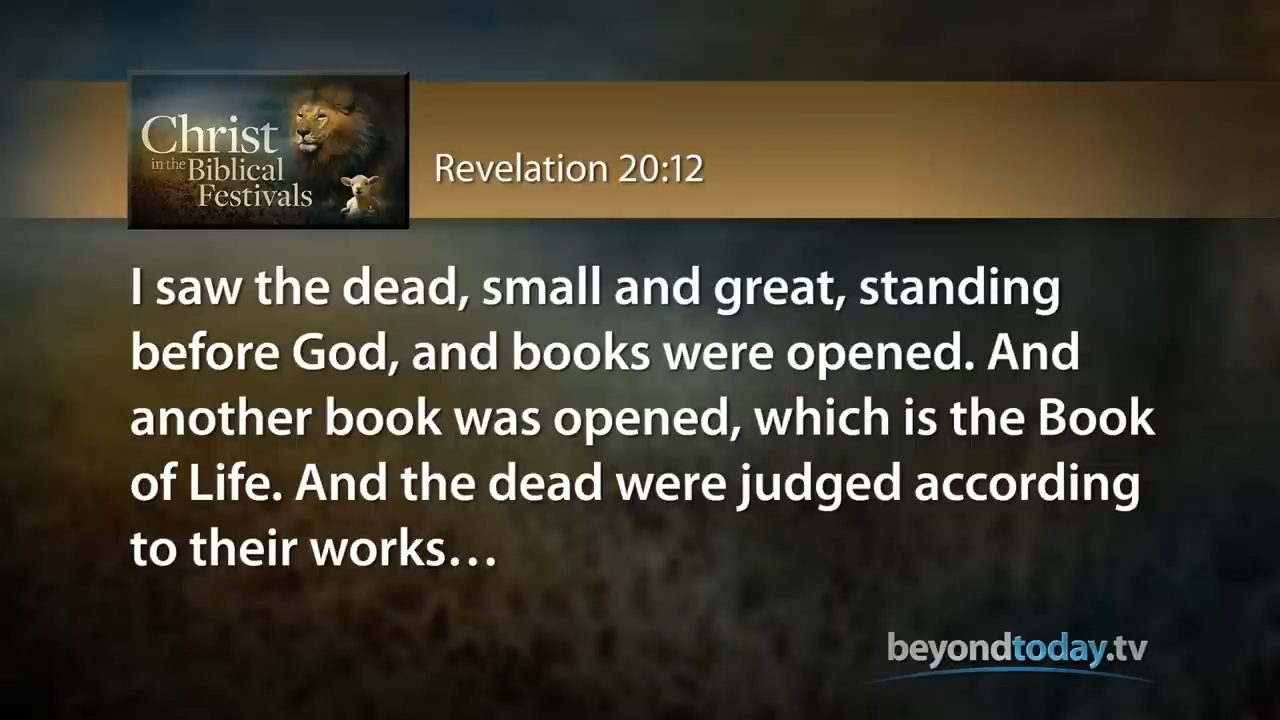 Christ
in the Biblical
Festivals
Revelation 20:12
I saw the dead, small and great, standing
before God, and books were opened. And
another book was opened, which is the Book
of Life. And the dead were judged according
to their works…
beyondtoday.tv